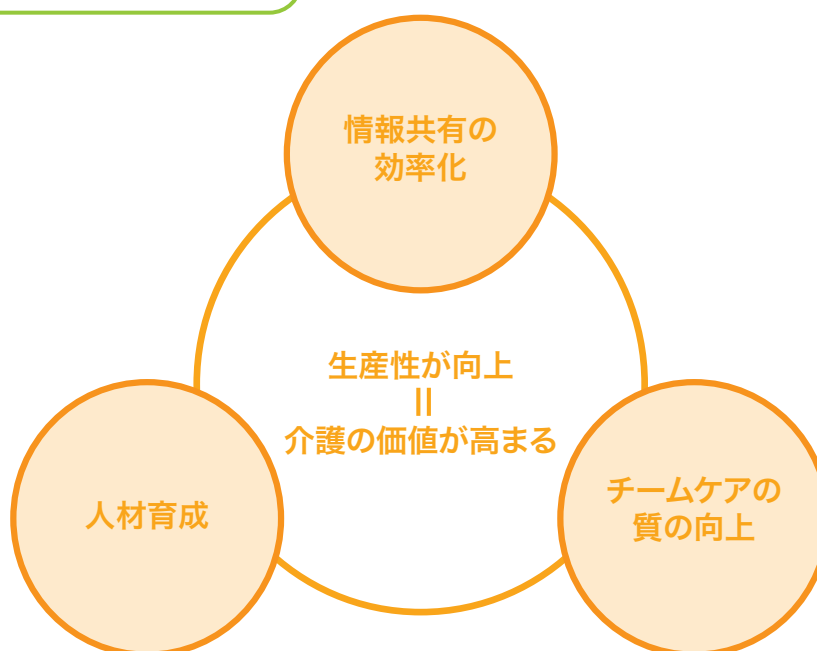 情報共有の
効率化
生産性が向上
||
介護の価値が高まる
人材育成
チームケアの
質の向上